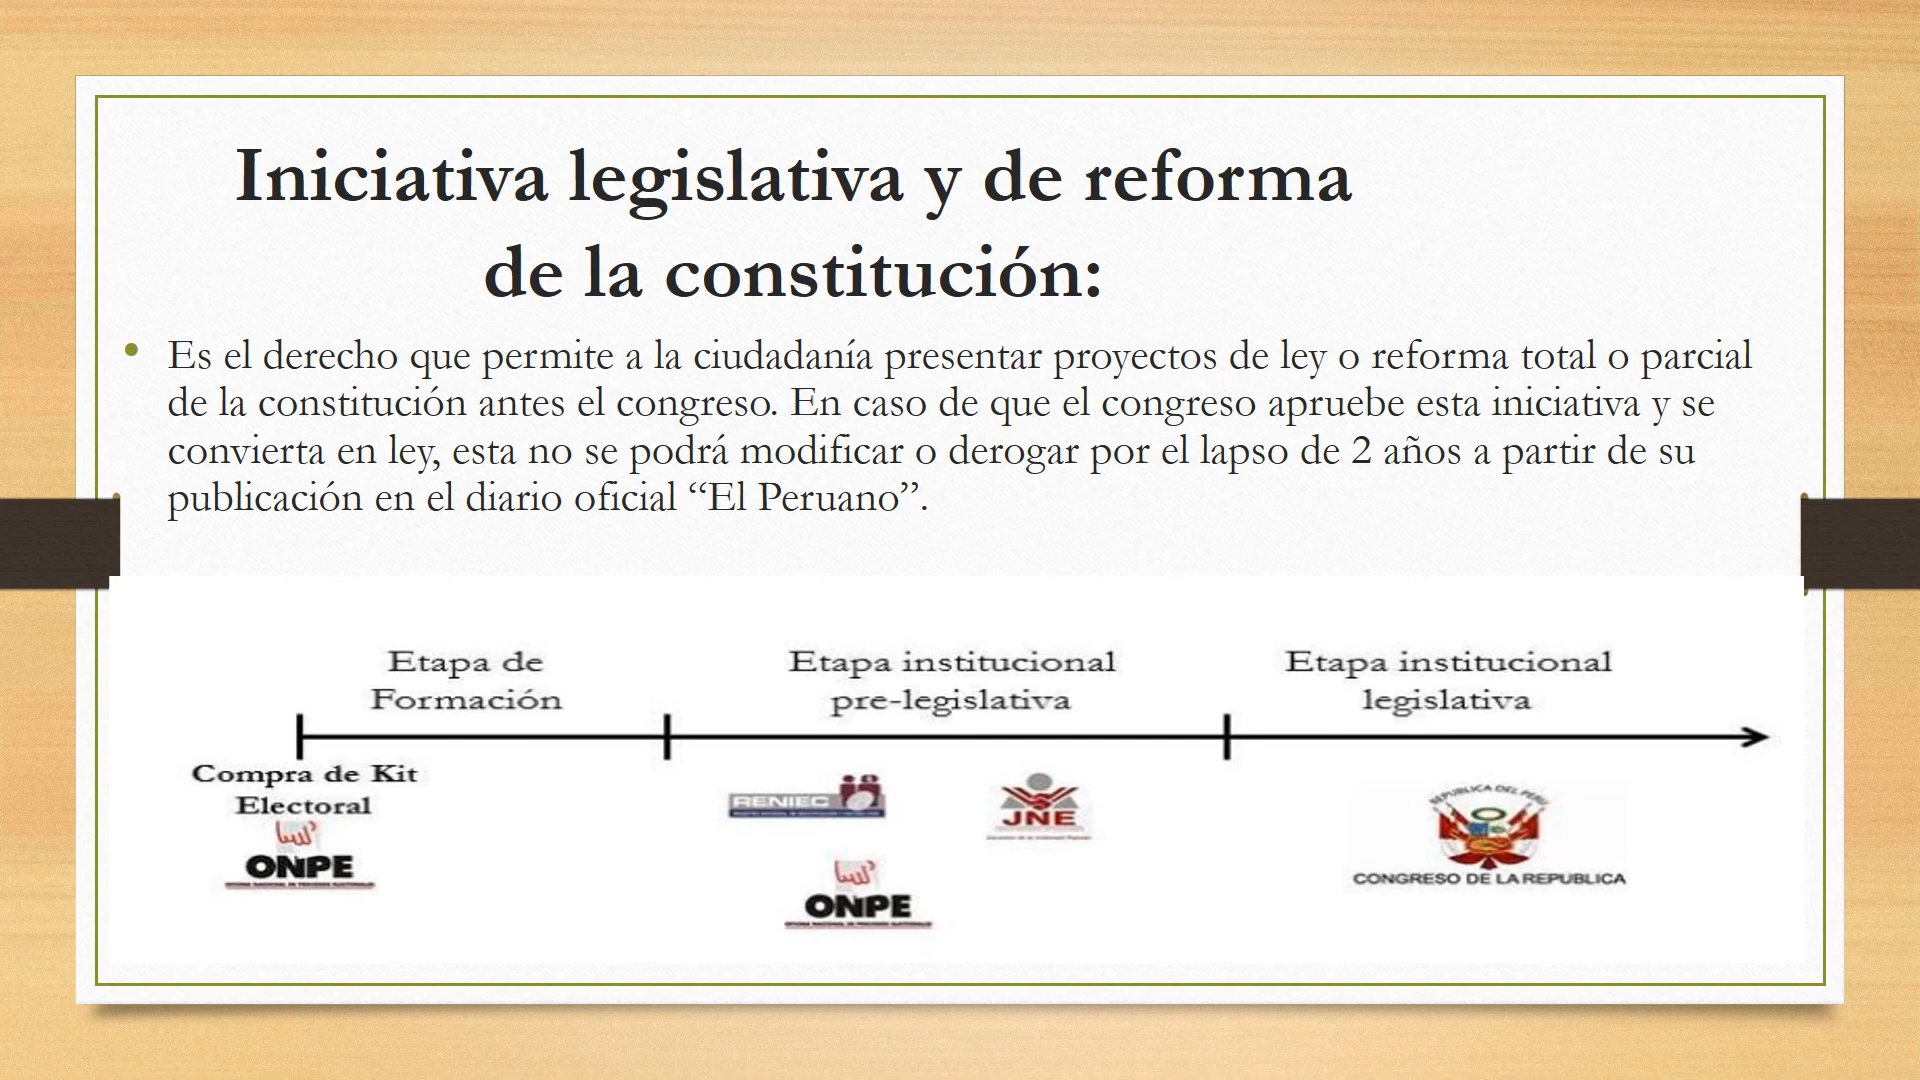 Iniciativa legislativa y de reforma
de la constitución:
• Es el derecho que permite a la ciudadanía presentar proyectos de ley o reforma total o parcial
de la constitución antes el congreso. En caso de que el congreso apruebe esta iniciativa y se
convierta en ley, esta no se podrá modificar o derogar por el lapso de 2 años a partir de su
publicación en el diario oficial “El Peruano”.
Etapa de
Formación
Etapa institucional
pre-legislativa
Etapa institucional
legislativa
Compra de Kit
Electoral
ONPE
RENIEC
JNE
ONPE
REPUBLICA DEL PERU
CONGRESO DE LA REPUBLICA